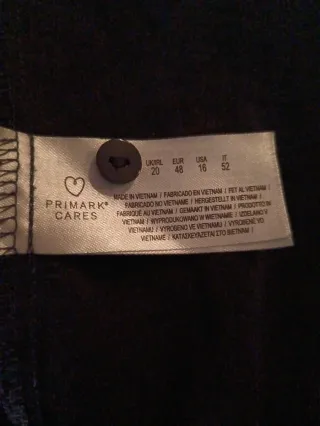 PRIMARK®
CARES
UK/IRL EUR USA IT
20 48 16 52
MADE IN VIETNAM / FABRICADO EN VIETNAM / FET AL VIETNAM /
FABRICADO NO VIETNAME / HERGESTELLT IN VIETNAM /
FABRIQUÉ AU VIETNAM / GEMAAKT IN VIETNAM / PRODOTTO IN
VIETNAM / WYPRODUKOWANO W WIETNAMIE / IZDELANO V
VIETNAMU / VYROBENO VE VIETNAMU / VYROBENÉ VO
VIETNAME / ΚΑΤΑΣΚΕΥΑΖΕΤΑΙ ΣΤΟ ΒΙΕΤΝΑΜ /